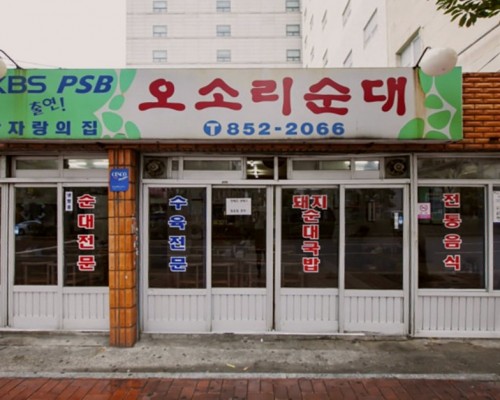 KBS PSB
출연!
자랑의 집
오소리순대
T 852-2066
순대전문
수육전문
돼지
순대국밥
전통음식